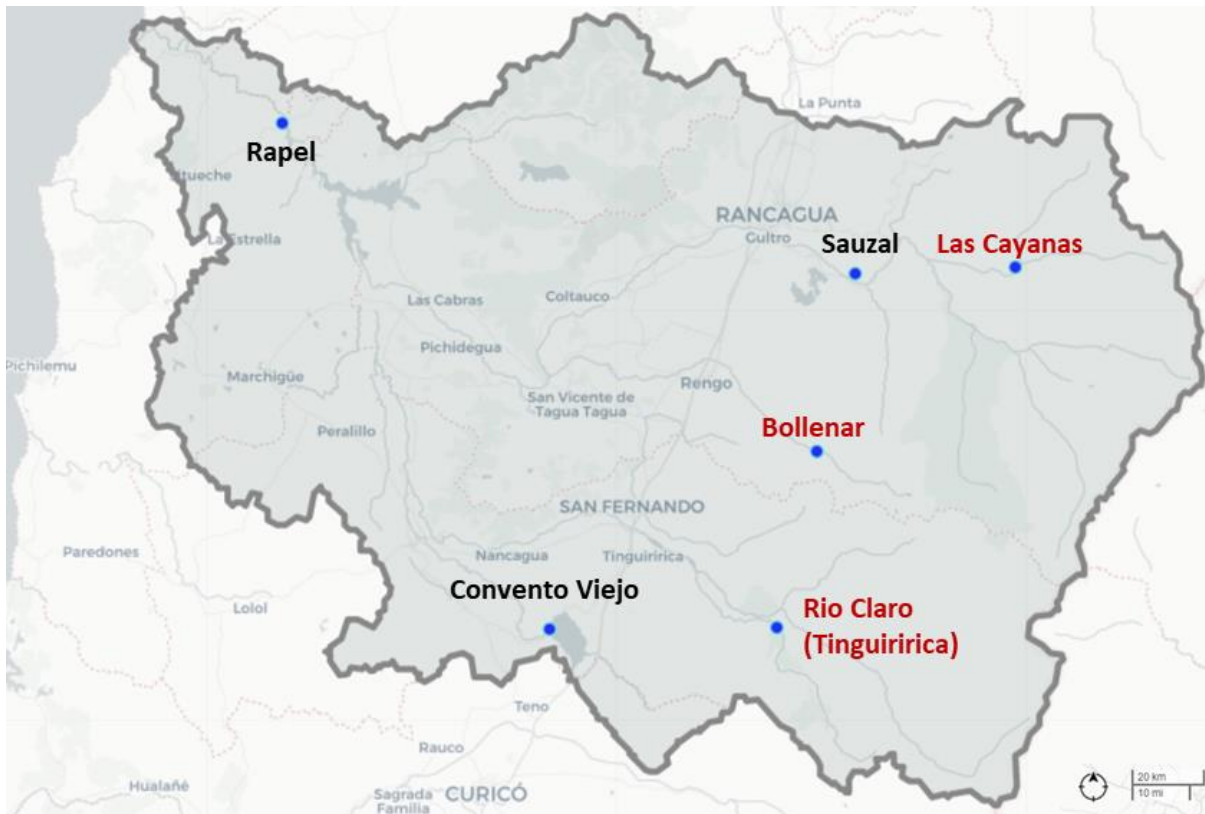 La Punta
Rapel
Litueche
RANCAGUA
Gultro
Sauzal
Las Cayanas
La Estrella
Las Cabras
Coltauco
Pichidegua
Pichilemu
Marchigüe
Rengo
San Vicente de
Tagua Tagua
Peralillo
Bollenar
SAN FERNANDO
Paredones
Nancagua
Tinguiririca
Convento Viejo
Lolol
Rio Claro
(Tinguiririca)
Teno
Rauco
Hualañé
Sagrada
Familia
CURICÓ
20 km
10 mi